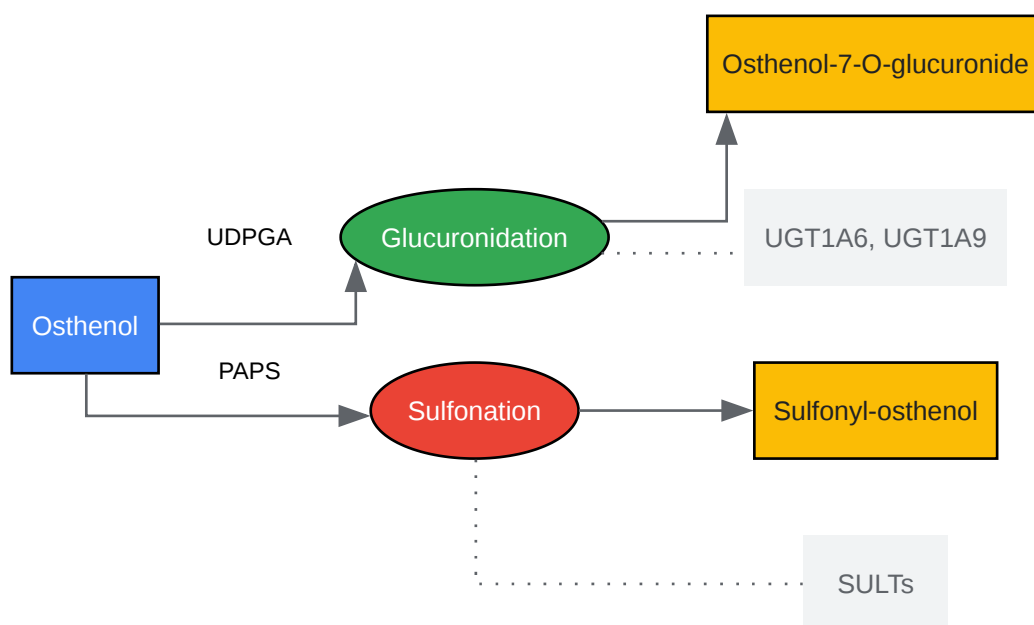 Osthenol-7-O-glucuronide
UDPGA
Glucuronidation
UGT1A6, UGT1A9
Osthenol
PAPS
Sulfonation
Sulfonyl-osthenol
SULTs